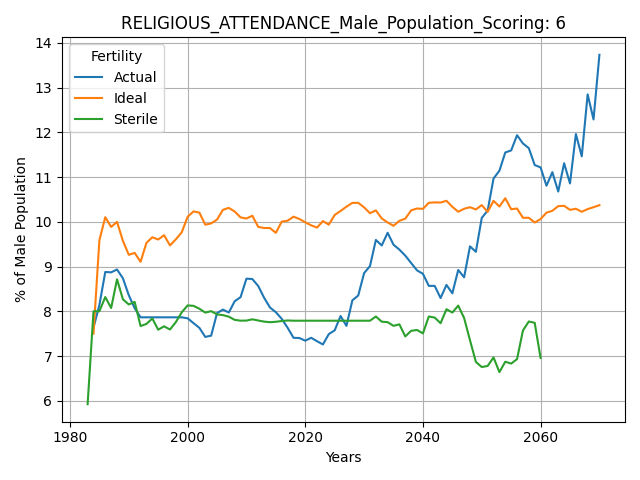 RELIGIOUS_ATTENDANCE_Male_Population_Scoring: 6
Fertility
Actual
Ideal
Sterile
% of Male Population
14
13
12
11
10
9
8
7
6
1980
2000
2020
2040
2060
Years